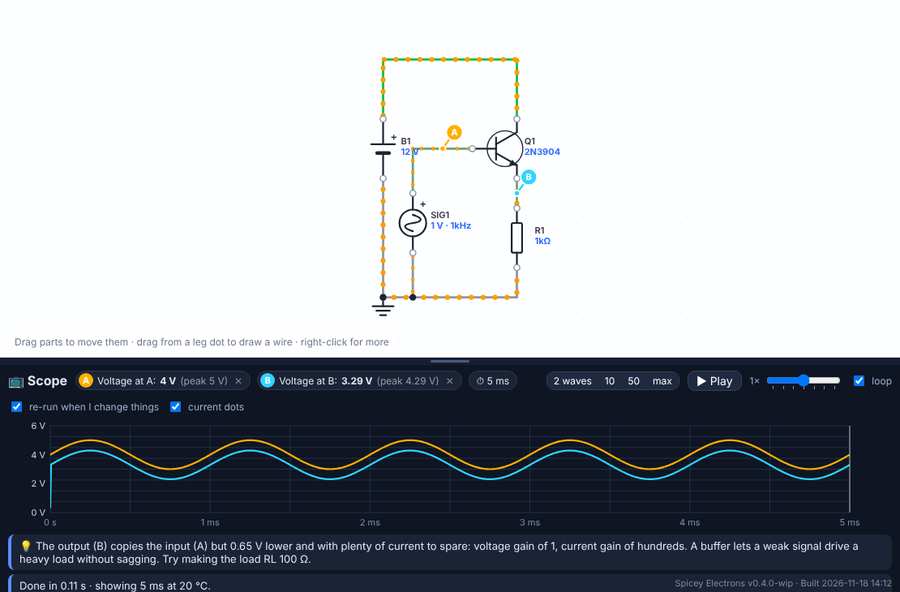 A
+
B1
12 V
Q1
2N3904
B
+
SIG1
1 V · 1kHz
R1
1kΩ
Drag parts to move them · drag from a leg dot to draw a wire · right-click for more
Scope
A Voltage at A: 4 V (peak 5 V) ×
B Voltage at B: 3.29 V (peak 4.29 V) ×
⏱ 5 ms
2 waves 10 50 max
▶ Play
1×
loop
re-run when I change things
current dots
6 V
4 V
2 V
0 V
0 s 1 ms 2 ms 3 ms 4 ms 5 ms
💡 The output (B) copies the input (A) but 0.65 V lower and with plenty of current to spare: voltage gain of 1, current gain of hundreds. A buffer lets a weak signal drive a
heavy load without sagging. Try making the load RL 100 Ω.
Done in 0.11 s · showing 5 ms at 20 °C.
Spicey Electrons v0.4.0-wip · Built 2026-11-18 14:12